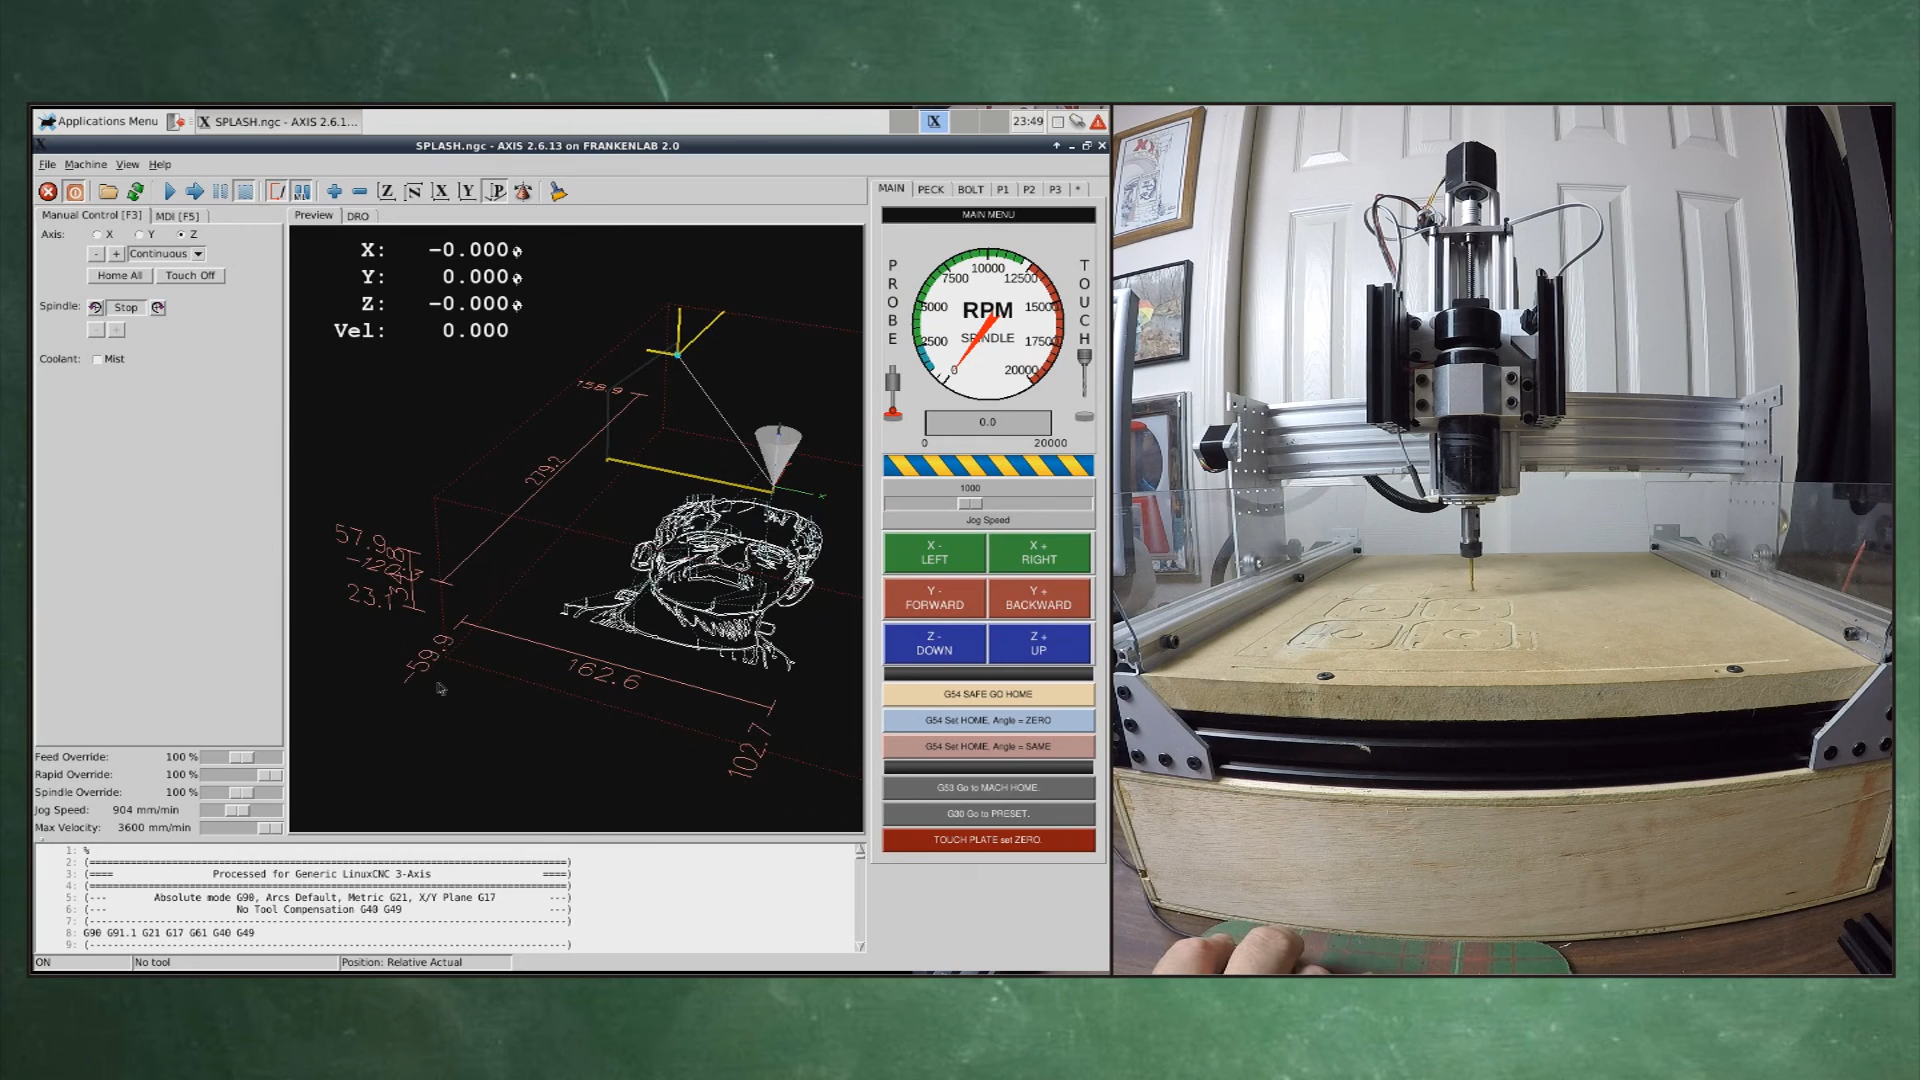 Applications Menu
SPLASH.ngc - AXIS 2.6.1...
23:49
SPLASH.ngc - AXIS 2.6.13 on FRANKENLAB 2.0
File Machine View Help
Z N X Y P
Manual Control [F3] MDI [F5]
Axis: X Y Z
- + Continuous
Home All Touch Off
Spindle: Stop
- +
Coolant: Mist
Feed Override: 100 %
Rapid Override: 100 %
Spindle Override: 100 %
Jog Speed: 904 mm/min
Max Velocity: 3600 mm/min
Preview DRO
X: -0.000
Y: 0.000
Z: -0.000
Vel: 0.000
158.9
279.2
57.9
-120.3
23.1
-59.9
162.6
102.7
X
MAIN PECK BOLT P1 P2 P3 *
MAIN MENU
PROBE
TOUCH
0 2500 5000 7500 10000 12500 15000 17500 20000
RPM
SPINDLE
0.0
0 20000
1000
Jog Speed
X -
LEFT
X +
RIGHT
Y -
FORWARD
Y +
BACKWARD
Z -
DOWN
Z +
UP
G54 SAFE GO HOME
G54 Set HOME, Angle = ZERO
G54 Set HOME, Angle = SAME
G53 Go to MACH HOME.
G30 Go to PRESET.
TOUCH PLATE set ZERO.
1: %
2: (==============================================================================)
3: (==== Processed for Generic LinuxCNC 3-Axis ====)
4: (==============================================================================)
5: (--- Absolute mode G90, Arcs Default, Metric G21, X/Y Plane G17 ---)
6: (--- No Tool Compensation G40 G49 ---)
7: (------------------------------------------------------------------------------)
8: G90 G91.1 G21 G17 G61 G40 G49
9: (------------------------------------------------------------------------------)
ON No tool Position: Relative Actual